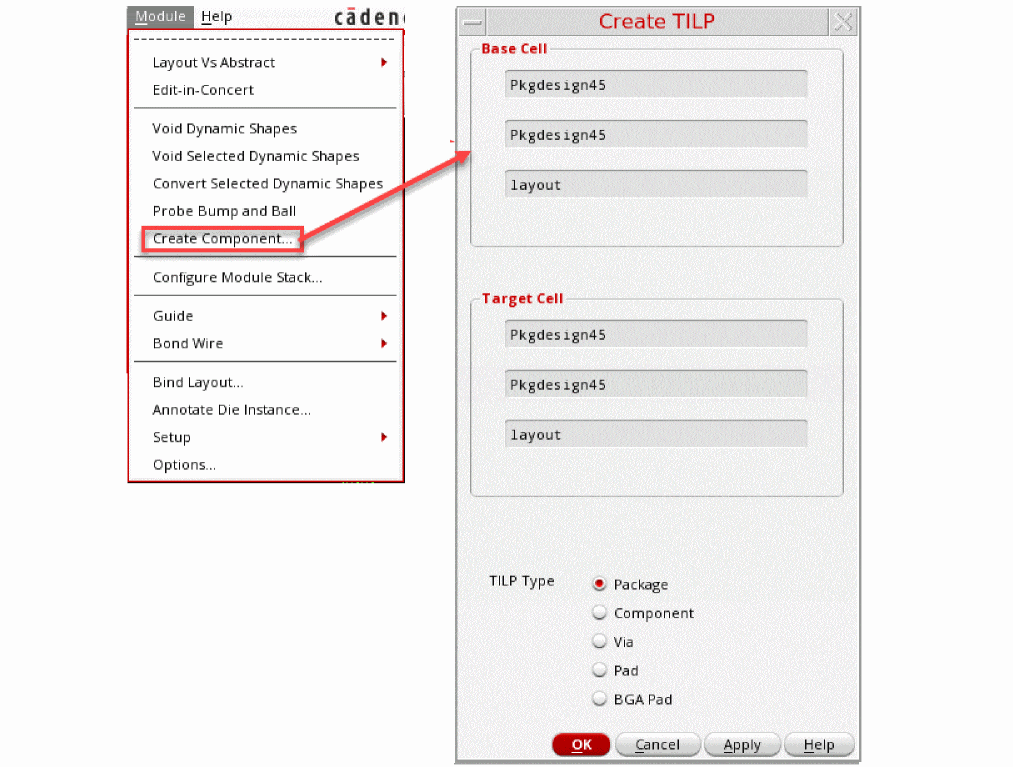 Module Help
Layout Vs Abstract
Edit-in-Concert
Void Dynamic Shapes
Void Selected Dynamic Shapes
Convert Selected Dynamic Shapes
Probe Bump and Ball
Create Component...
Configure Module Stack...
Guide
Bond Wire
Bind Layout...
Annotate Die Instance...
Setup
Options...
Create TILP
Base Cell
Pkgdesign45
Pkgdesign45
layout
Target Cell
Pkgdesign45
Pkgdesign45
layout
TILP Type
Package
Component
Via
Pad
BGA Pad
OK Cancel Apply Help